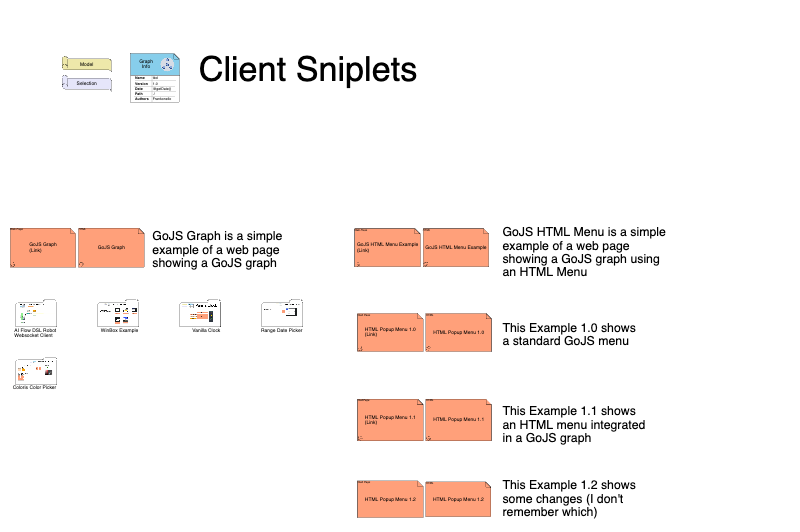 Client Sniplets
Model
Selection
Graph
Info
Name
Version 1.0
Date
Path
Authors
GoJS Graph
(Link)
GoJS Graph
GoJS Graph is a simple
example of a web page
showing a GoJS graph
GoJS HTML Menu Example
(Link)
GoJS HTML Menu Example
GoJS HTML Menu is a simple
example of a web page
showing a GoJS graph using
an HTML Menu
AI Flow DSL Robot
Websocket Client
WinBox Example
Vanilla Clock
Range Date Picker
Coloris Color Picker
HTML Popup Menu 1.0
(Link)
HTML Popup Menu 1.0
This Example 1.0 shows
a standard GoJS menu
HTML Popup Menu 1.1
(Link)
HTML Popup Menu 1.1
This Example 1.1 shows
an HTML menu integrated
in a GoJS graph
HTML Popup Menu 1.2
HTML Popup Menu 1.2
This Example 1.2 shows
some changes (I don't
remember which)